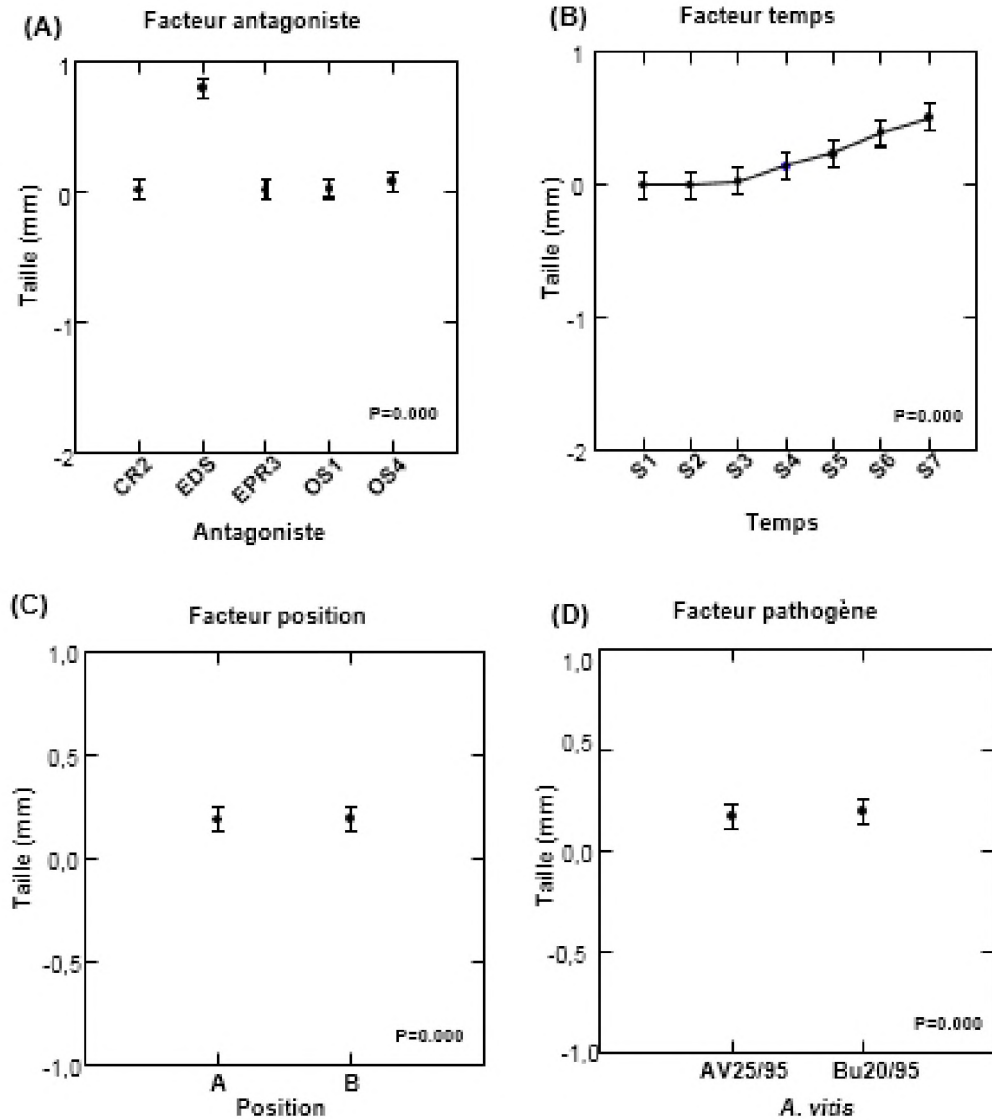 (A)
Facteur antagoniste
1
0
-1
-2
Taille (mm)
P=0.000
CR2
EDS
EPR3
OS1
OS4
Antagoniste
(B)
Facteur temps
1
0
-1
-2
Taille (mm)
P=0.000
S1
S2
S3
S4
S5
S6
S7
Temps
(C)
Facteur position
1,0
0,5
0,0
-0,5
-1,0
Taille (mm)
P=0.000
A
B
Position
(D)
Facteur pathogène
1,0
0,5
0,0
-0,5
-1,0
Taille (mm)
P=0.000
AV25/95
Bu20/95
A. vitis